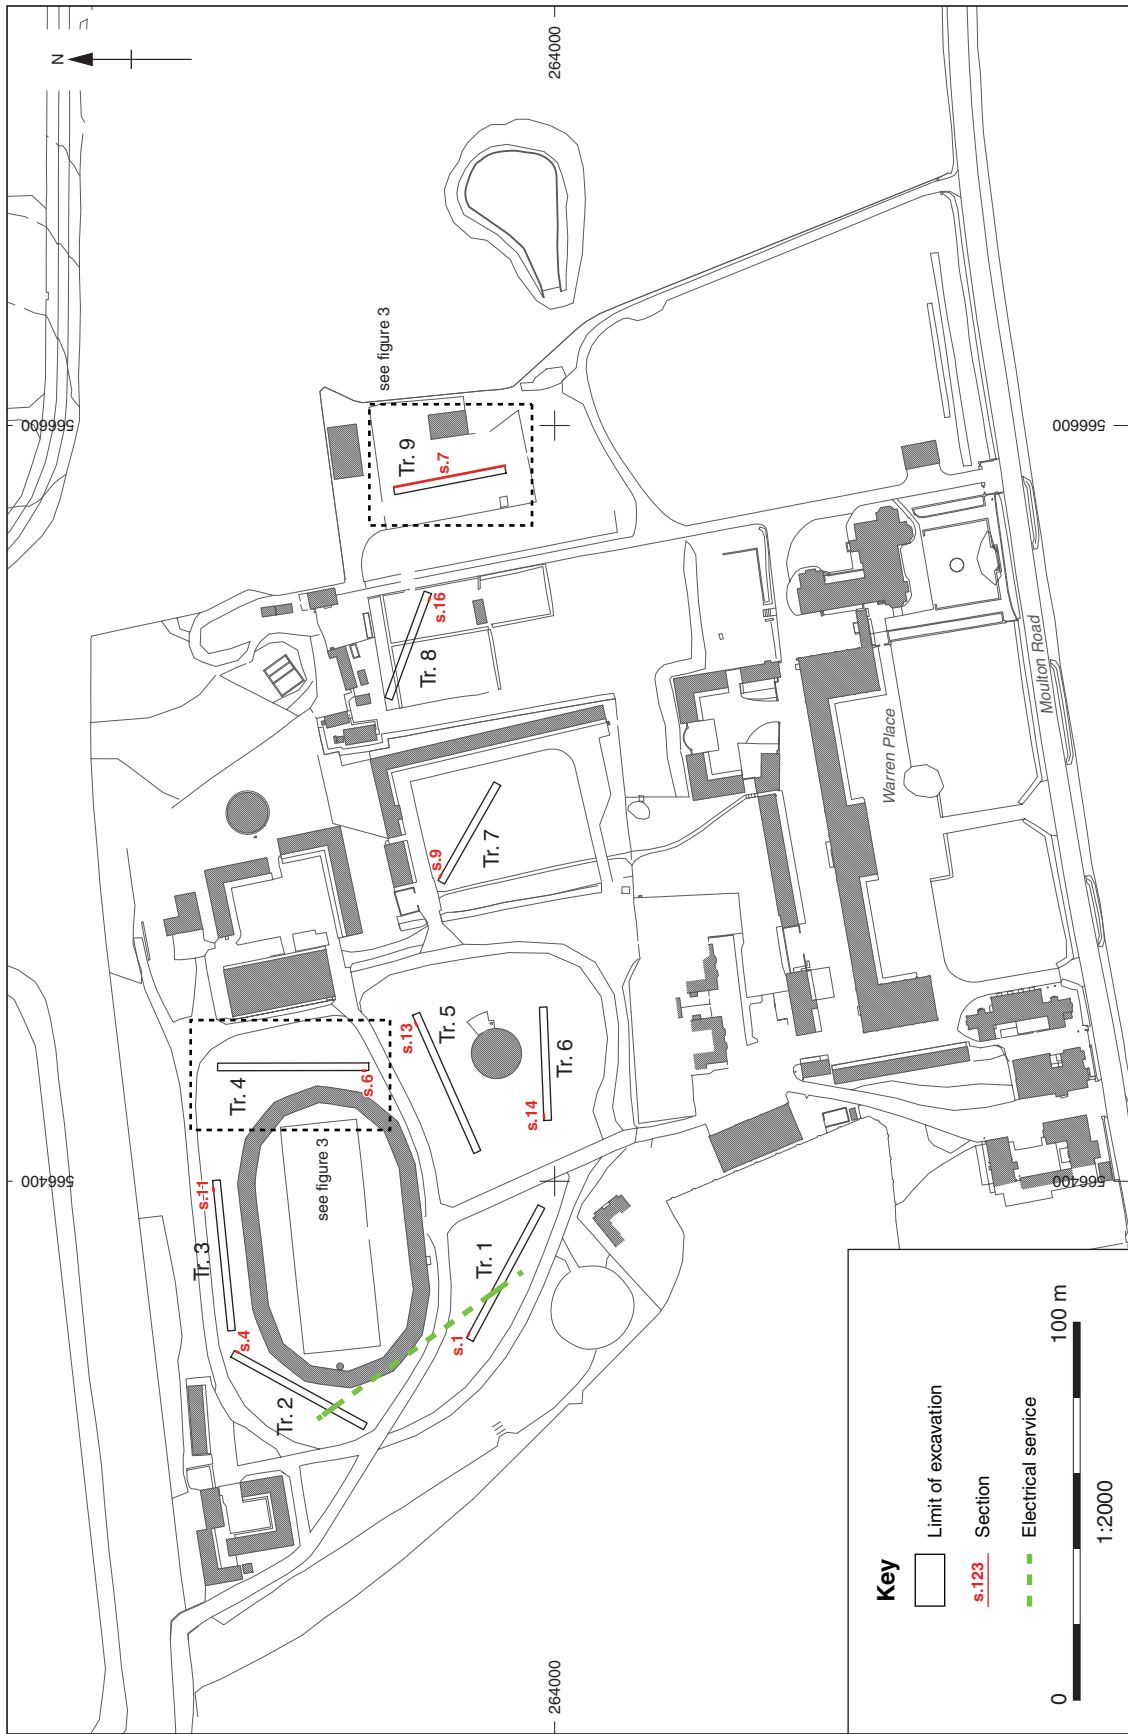 N
264000
see figure 3
566600
566600
Tr. 9
s.7
s.16
Tr. 8
Moulton Road
Warren Place
s.9
Tr. 7
s.13
Tr. 5
Tr. 6
s.14
Tr. 4
s.6
see figure 3
s.11
Tr. 3
566400
566400
Tr. 1
s.1
s.4
Tr. 2
264000
Key
Limit of excavation
s.123
Section
Electrical service
0
100 m
1:2000